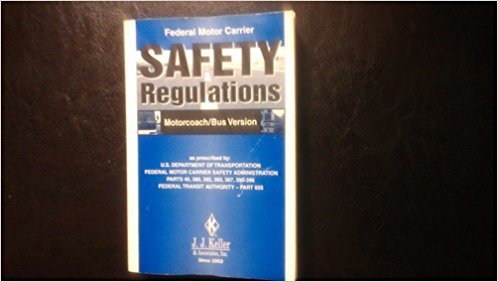 Federal Motor Carrier
SAFETY
Regulations
Motorcoach/Bus Version
as prescribed by:
U.S. DEPARTMENT OF TRANSPORTATION
FEDERAL MOTOR CARRIER SAFETY ADMINISTRATION
PARTS 40, 380, 382, 383, 387, 390-396
FEDERAL TRANSIT AUTHORITY – PART 655
J. J. Keller
& Associates, Inc.
Since 1953